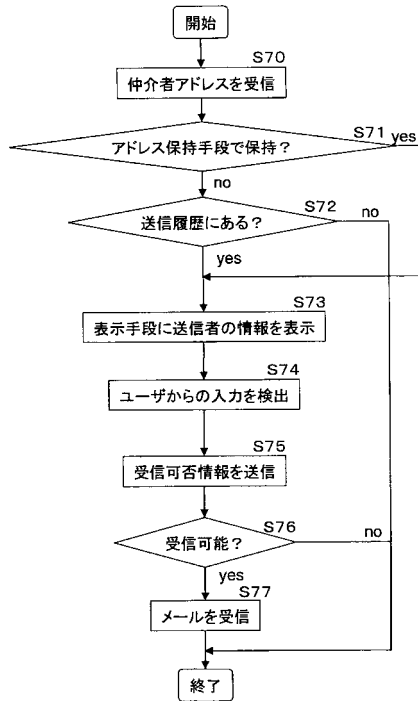 開始
S70
仲介者アドレスを受信
S71
アドレス保持手段で保持？
yes
no
S72
送信履歴にある？
no
yes
S73
表示手段に送信者の情報を表示
S74
ユーザからの入力を検出
S75
受信可否情報を送信
S76
受信可能？
no
yes
S77
メールを受信
終了